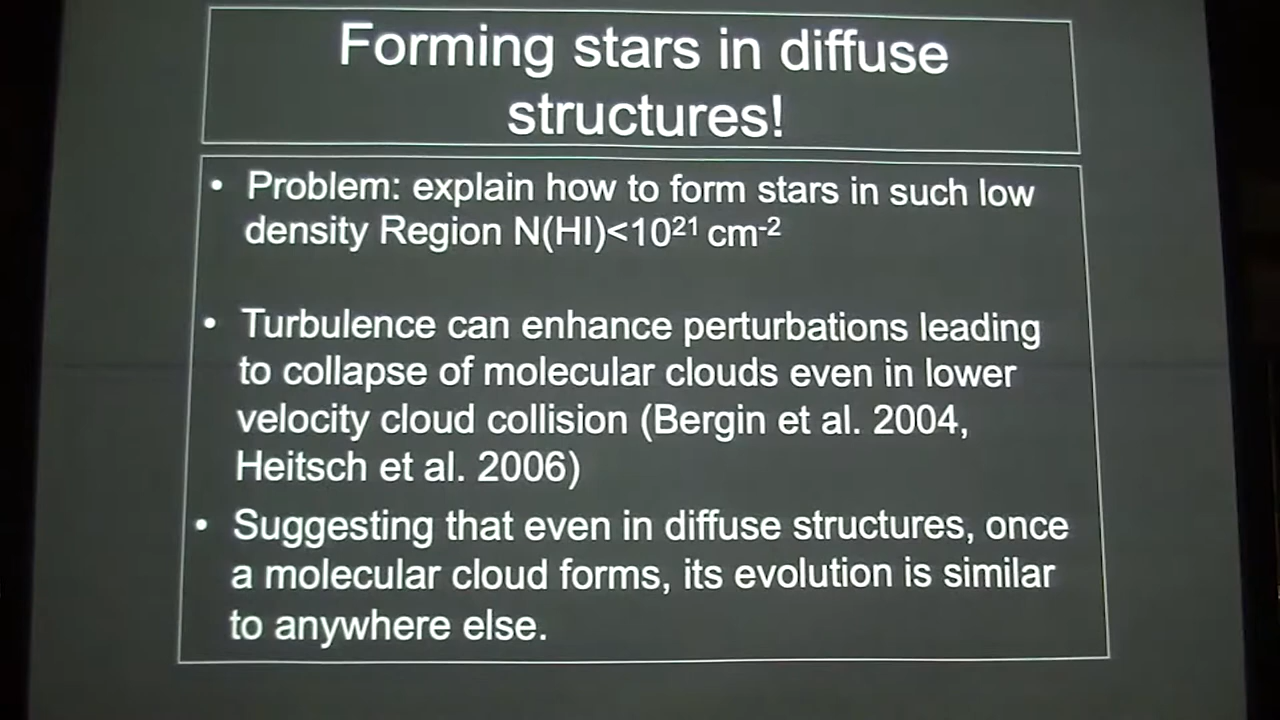 Forming stars in diffuse
structures!
• Problem: explain how to form stars in such low
density Region N(HI)<10²¹ cm⁻²
• Turbulence can enhance perturbations leading
to collapse of molecular clouds even in lower
velocity cloud collision (Bergin et al. 2004,
Heitsch et al. 2006)
• Suggesting that even in diffuse structures, once
a molecular cloud forms, its evolution is similar
to anywhere else.